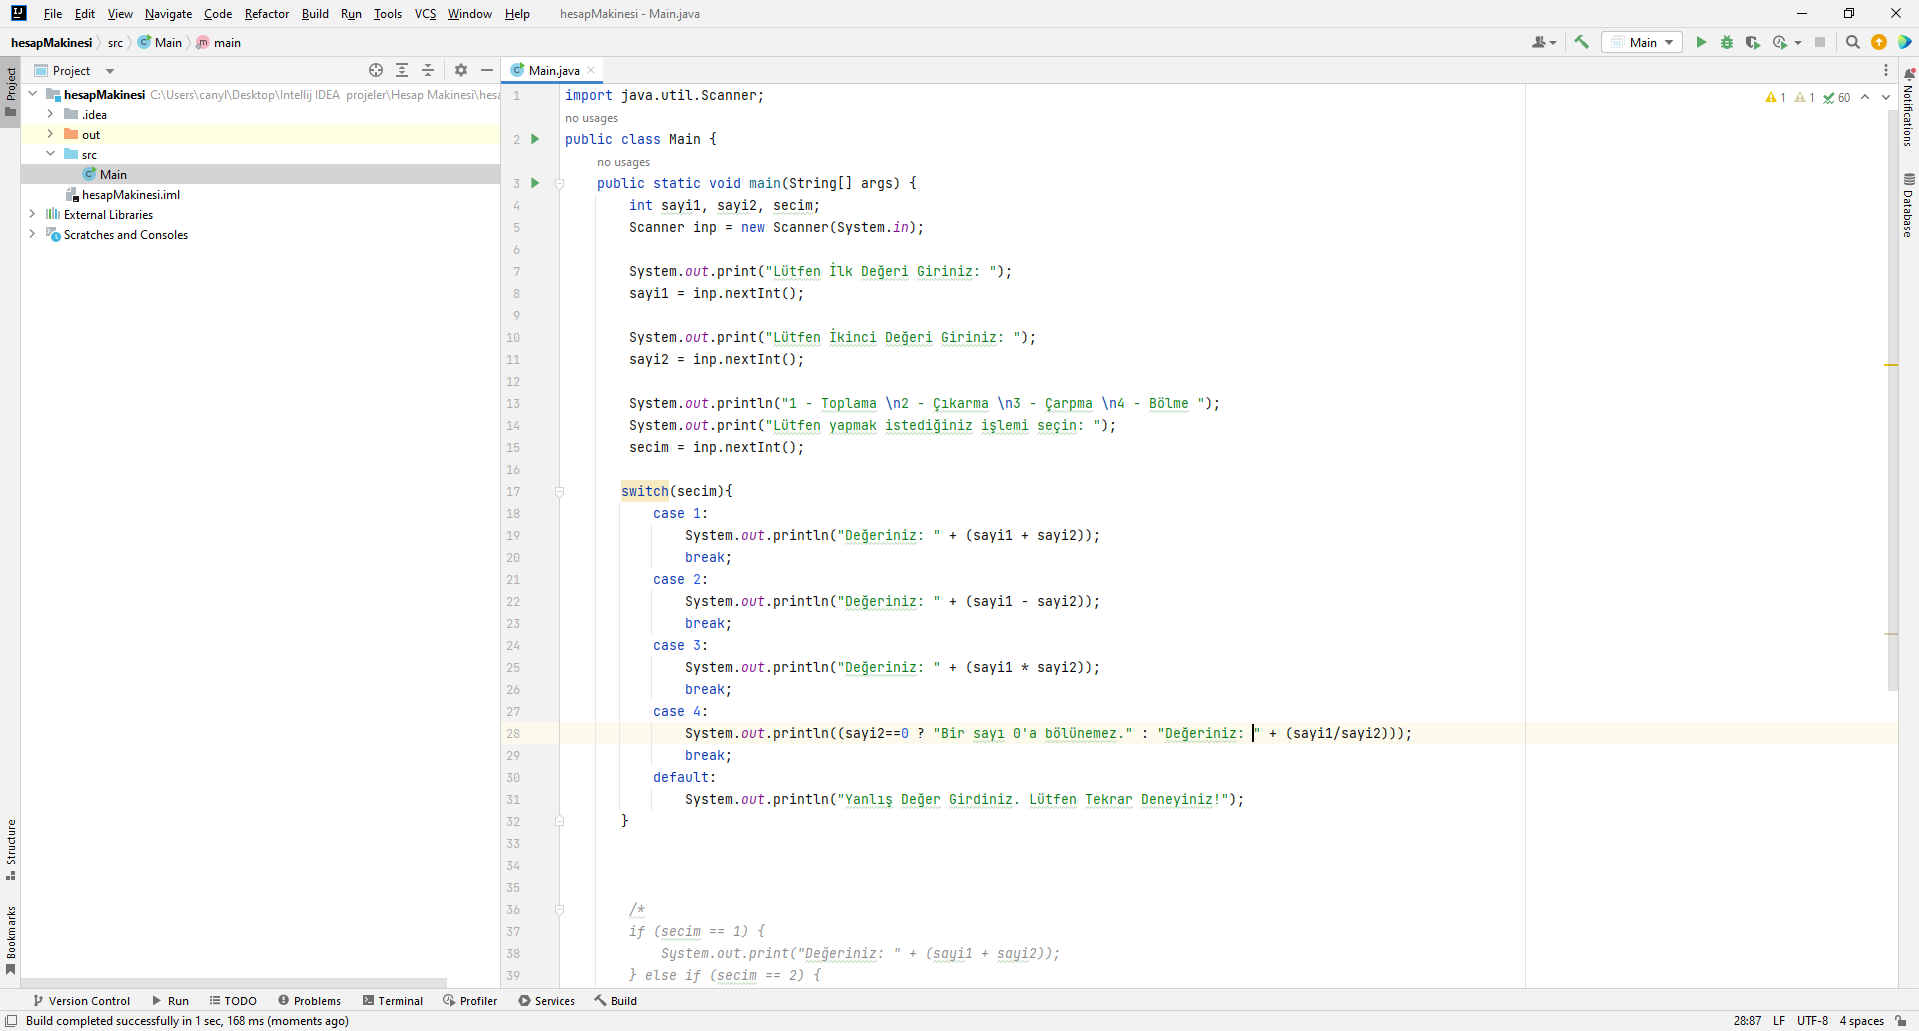 File Edit View Navigate Code Refactor Build Run Tools VCS Window Help hesapMakinesi - Main.java
hesapMakinesi src Main main Main
Project Main.java
hesapMakinesi C:\Users\canyl\Desktop\Intellij IDEA projeler\Hesap Makinesi\hesa
.idea
out
src
Main
hesapMakinesi.iml
External Libraries
Scratches and Consoles
Project
Structure
Bookmarks
1 import java.util.Scanner;
no usages
2 public class Main {
no usages
3 public static void main(String[] args) {
4 int sayi1, sayi2, secim;
5 Scanner inp = new Scanner(System.in);
6
7 System.out.print("Lütfen İlk Değeri Giriniz: ");
8 sayi1 = inp.nextInt();
9
10 System.out.print("Lütfen İkinci Değeri Giriniz: ");
11 sayi2 = inp.nextInt();
12
13 System.out.println("1 - Toplama \n2 - Çıkarma \n3 - Çarpma \n4 - Bölme ");
14 System.out.print("Lütfen yapmak istediğiniz işlemi seçin: ");
15 secim = inp.nextInt();
16
17 switch(secim){
18 case 1:
19 System.out.println("Değeriniz: " + (sayi1 + sayi2));
20 break;
21 case 2:
22 System.out.println("Değeriniz: " + (sayi1 - sayi2));
23 break;
24 case 3:
25 System.out.println("Değeriniz: " + (sayi1 * sayi2));
26 break;
27 case 4:
28 System.out.println((sayi2==0 ? "Bir sayı 0'a bölünemez." : "Değeriniz: " + (sayi1/sayi2)));
29 break;
30 default:
31 System.out.println("Yanlış Değer Girdiniz. Lütfen Tekrar Deneyiniz!");
32 }
33
34
35
36 /*
37 if (secim == 1) {
38 System.out.print("Değeriniz: " + (sayi1 + sayi2));
39 } else if (secim == 2) {
1 1 60
Notifications
Database
Version Control Run TODO Problems Terminal Profiler Services Build
Build completed successfully in 1 sec, 168 ms (moments ago) 28:87 LF UTF-8 4 spaces